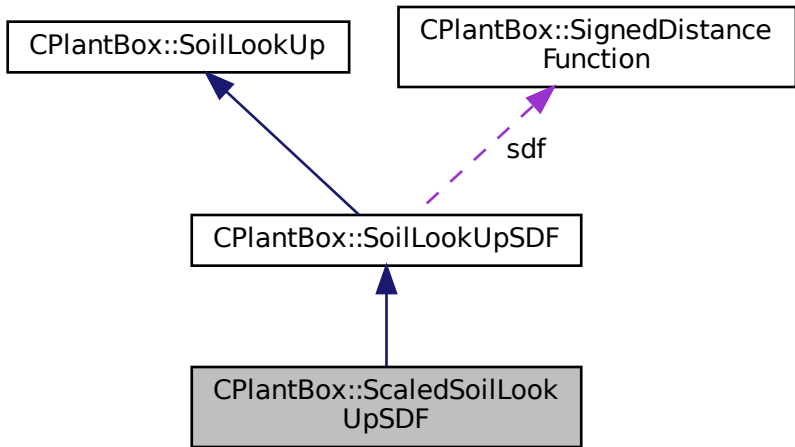 CPlantBox::SoilLookUp
CPlantBox::SignedDistance
Function
sdf
CPlantBox::SoilLookUpSDF
CPlantBox::ScaledSoilLook
UpSDF